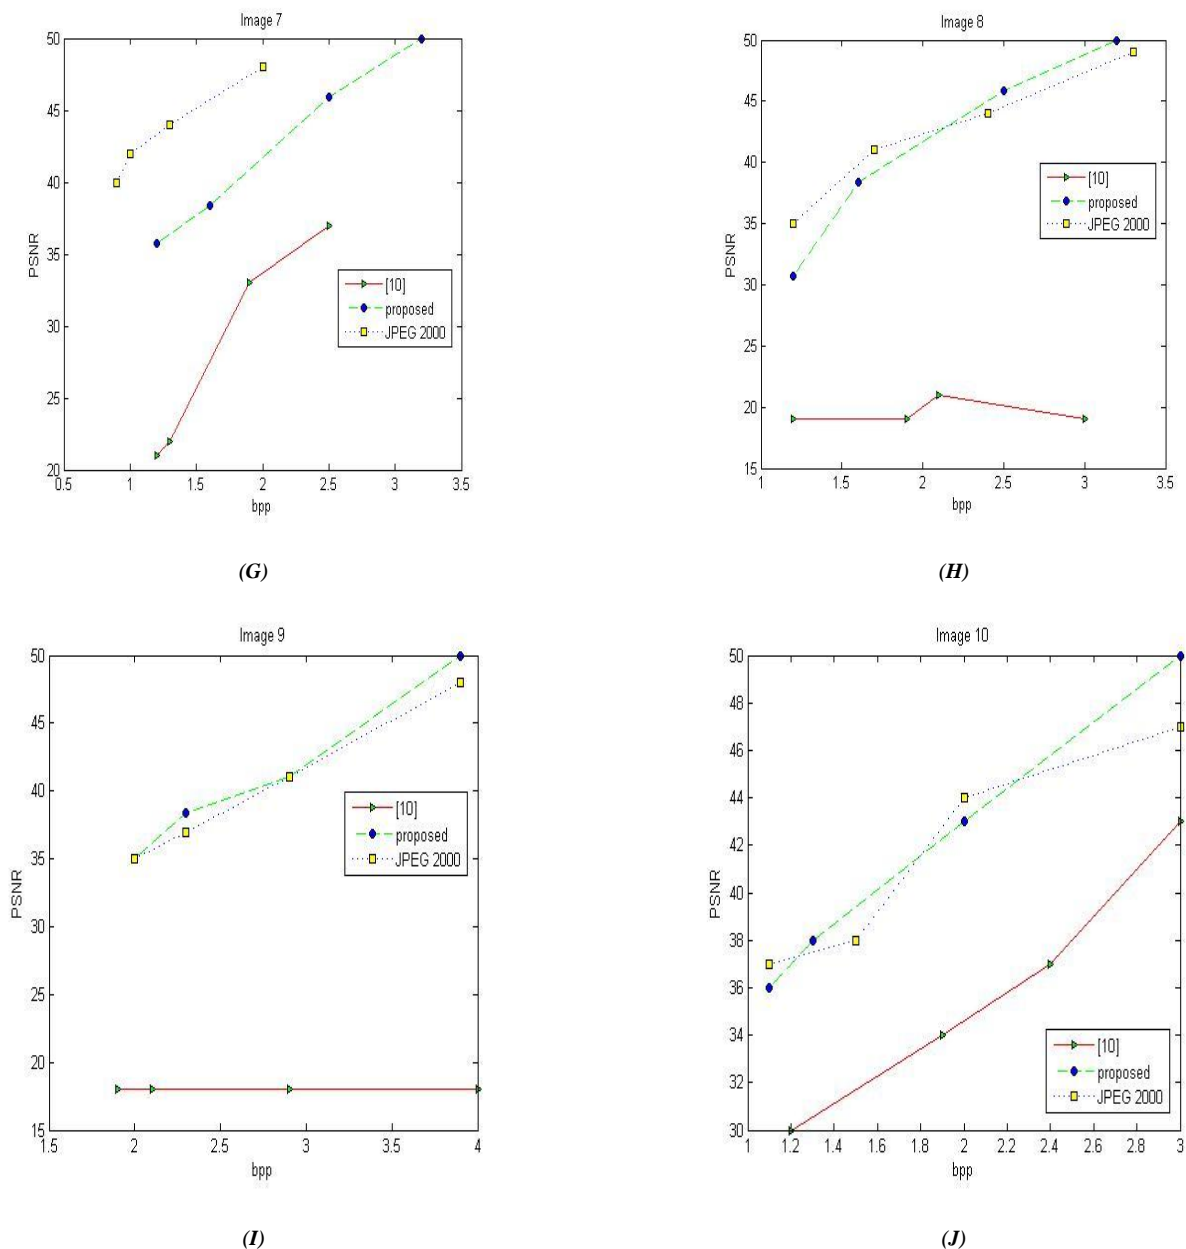 Image 7
50
45
40
35
30
25
20
PSNR
0.5 1 1.5 2 2.5 3 3.5
bpp
[10]
proposed
JPEG 2000
(G)
Image 8
50
45
40
35
30
25
20
15
PSNR
1 1.5 2 2.5 3 3.5
bpp
[10]
proposed
JPEG 2000
(H)
Image 9
50
45
40
35
30
25
20
15
PSNR
1.5 2 2.5 3 3.5 4
bpp
[10]
proposed
JPEG 2000
(I)
Image 10
50
48
46
44
42
40
38
36
34
32
30
PSNR
1 1.2 1.4 1.6 1.8 2 2.2 2.4 2.6 2.8 3
bpp
[10]
proposed
JPEG 2000
(J)